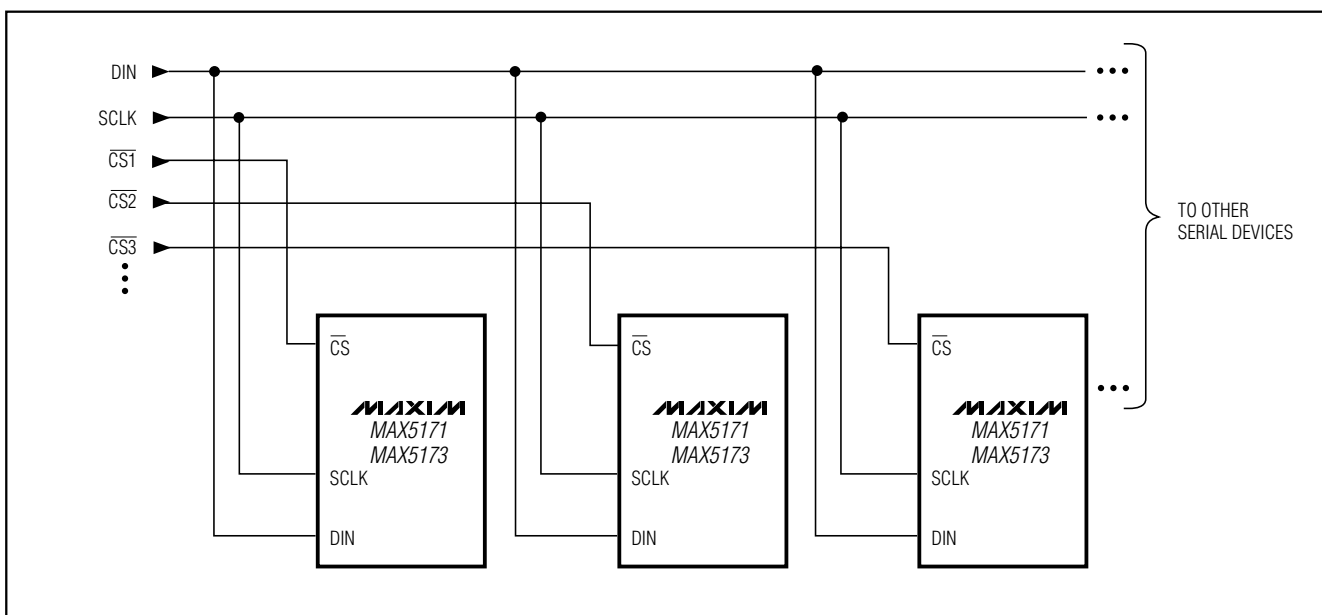 DIN
SCLK
CS1
CS2
CS3
TO OTHER
SERIAL DEVICES
CS
MAXIM
MAX5171
MAX5173
SCLK
DIN
CS
MAXIM
MAX5171
MAX5173
SCLK
DIN
CS
MAXIM
MAX5171
MAX5173
SCLK
DIN